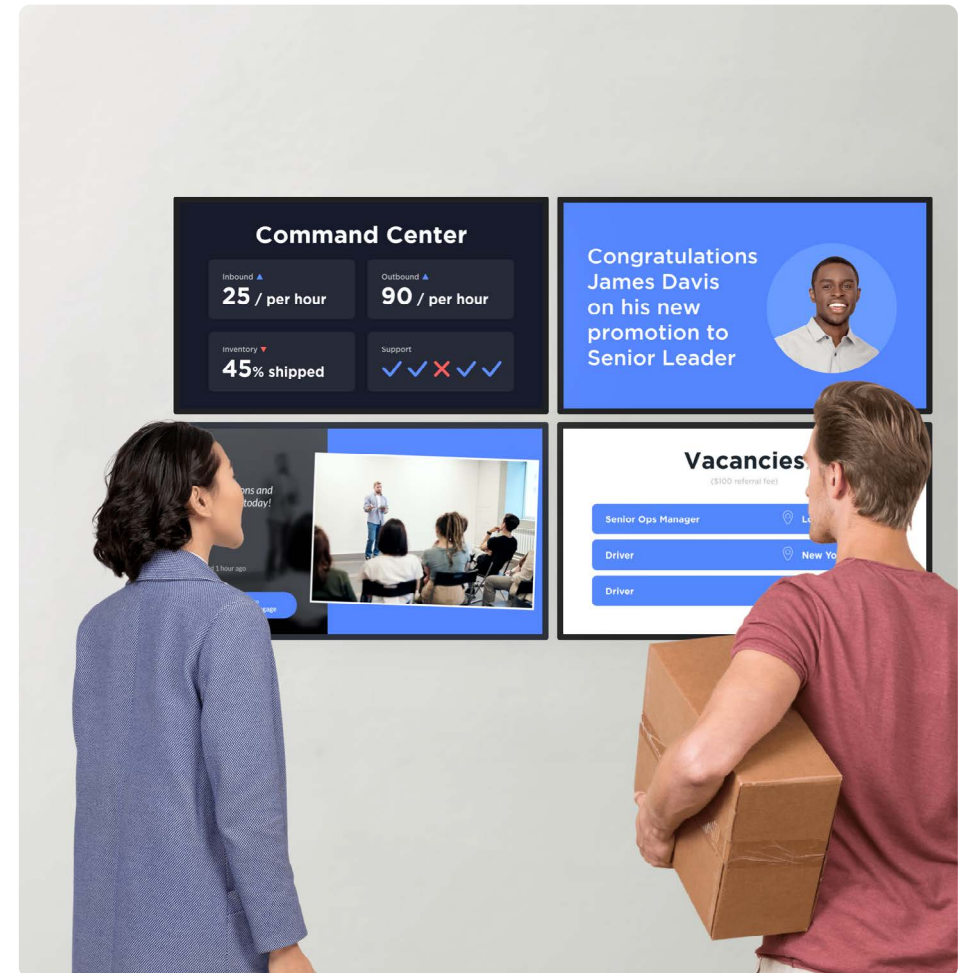 Command Center
Inbound
25 / per hour
Outbound
90 / per hour
Inventory
45% shipped
Support
Congratulations
James Davis
on his new
promotion to
Senior Leader
and
today!
1 hour ago
Vacancies
($100 referral fee)
Senior Ops Manager
Driver
New
Driver